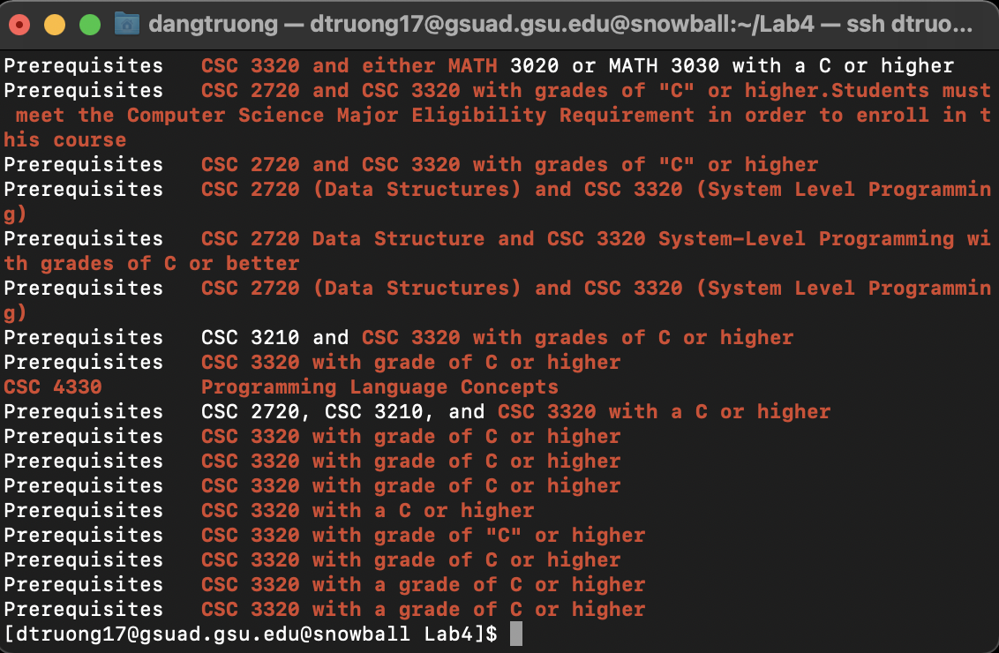 dangtruong — dtruong17@gsuad.gsu.edu@snowball:~/Lab4 — ssh dtruo...
Prerequisites   CSC 3320 and either MATH 3020 or MATH 3030 with a C or higher
Prerequisites   CSC 2720 and CSC 3320 with grades of "C" or higher.Students must
 meet the Computer Science Major Eligibility Requirement in order to enroll in t
his course
Prerequisites   CSC 2720 and CSC 3320 with grades of "C" or higher
Prerequisites   CSC 2720 (Data Structures) and CSC 3320 (System Level Programmin
g)
Prerequisites   CSC 2720 Data Structure and CSC 3320 System-Level Programming wi
th grades of C or better
Prerequisites   CSC 2720 (Data Structures) and CSC 3320 (System Level Programmin
g)
Prerequisites   CSC 3210 and CSC 3320 with grades of C or higher
Prerequisites   CSC 3320 with grade of C or higher
CSC 4330        Programming Language Concepts
Prerequisites   CSC 2720, CSC 3210, and CSC 3320 with a C or higher
Prerequisites   CSC 3320 with grade of C or higher
Prerequisites   CSC 3320 with grade of C or higher
Prerequisites   CSC 3320 with grade of C or higher
Prerequisites   CSC 3320 with a C or higher
Prerequisites   CSC 3320 with grade of "C" or higher
Prerequisites   CSC 3320 with grade of C or higher
Prerequisites   CSC 3320 with a grade of C or higher
Prerequisites   CSC 3320 with a grade of C or higher
[dtruong17@gsuad.gsu.edu@snowball Lab4]$